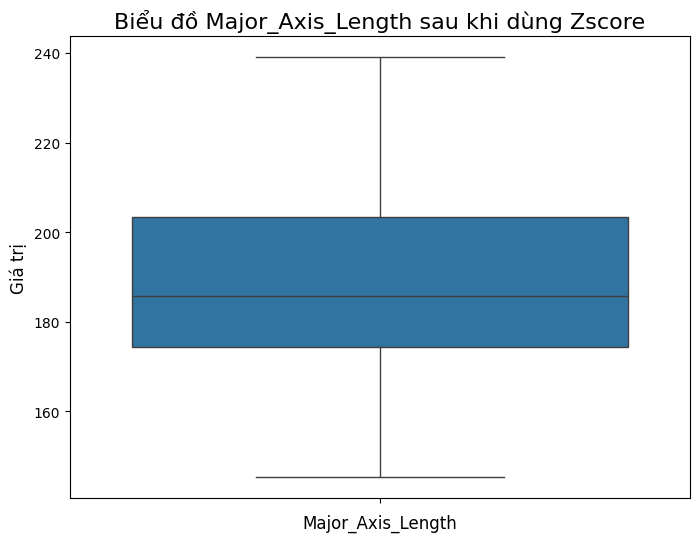 Biểu đồ Major_Axis_Length sau khi dùng Zscore
240
220
200
180
160
Giá trị
Major_Axis_Length